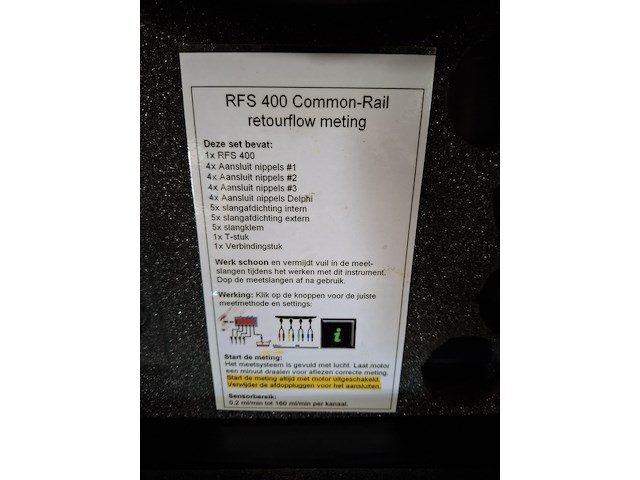 RFS 400 Common-Rail
retourflow meting
Deze set bevat:
1x RFS 400
4x Aansluit nippels #1
4x Aansluit nippels #2
4x Aansluit nippels #3
4x Aansluit nippels Delphi
5x slangafdichting intern
5x slangafdichting extern
5x slangklem
1x T-stuk
1x Verbindingstuk
Werk schoon en vermijdt vuil in de meet-
slangen tijdens het werken met dit instrument.
Dop de meetslangen af na gebruik.
Werking: Klik op de knoppen voor de juiste
meetmethode en settings:
i
Start de meting:
Het meetsysteem is gevuld met lucht. Laat motor
een minuut draaien voor aflezen correcte meting.
Start de meting altijd met motor uitgeschakeld.
Verwijder de afdoppluggen voor het aansluiten.
Sensorbereik:
0,2 ml/min tot 160 ml/min per kanaal.